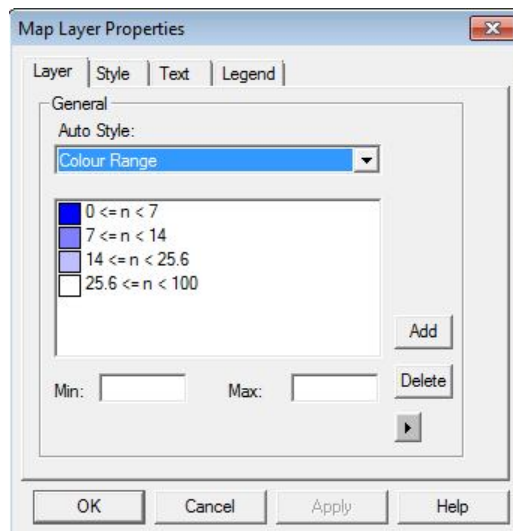 Map Layer Properties
Layer Style Text Legend
General
Auto Style:
Colour Range
0 <= n < 7
7 <= n < 14
14 <= n < 25.6
25.6 <= n < 100
Add
Min: Max: Delete
OK Cancel Apply Help